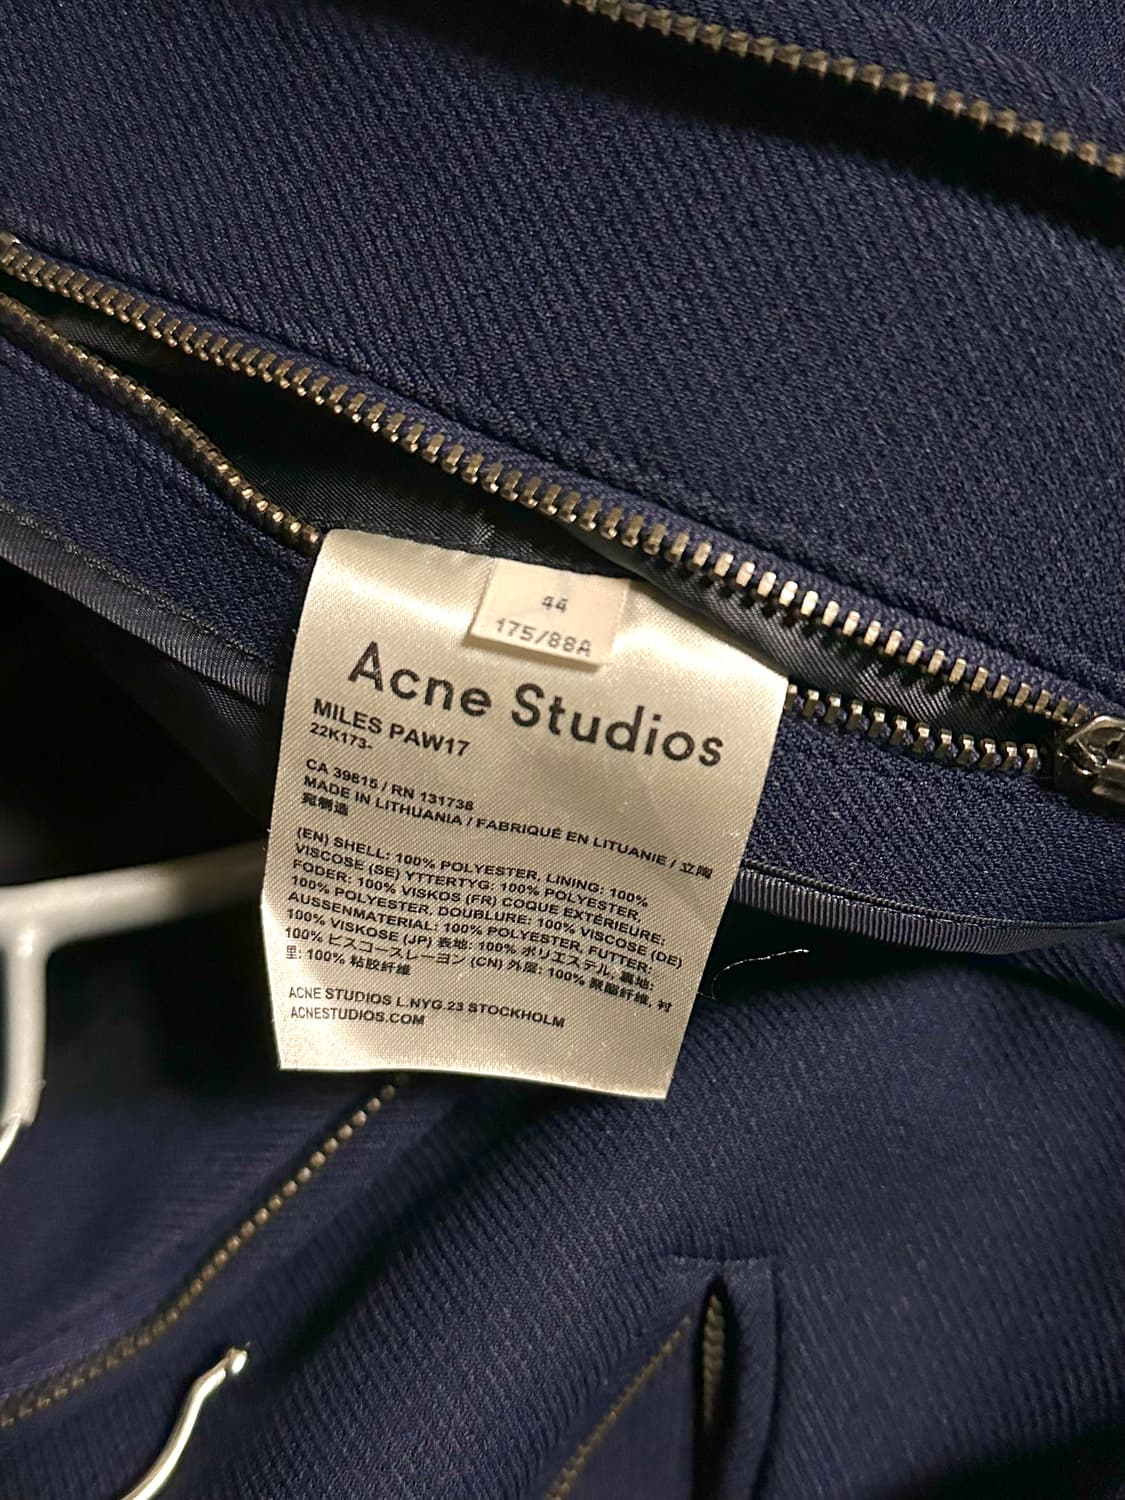 44
175/88A
Acne Studios
MILES PAW17
22K173-
CA 39815 / RN 131738
MADE IN LITHUANIA / FABRIQUÉ EN LITUANIE / 立陶
宛制造
(EN) SHELL: 100% POLYESTER, LINING: 100%
VISCOSE (SE) YTTERTYG: 100% POLYESTER,
FODER: 100% VISKOS (FR) COQUE EXTÉRIEURE:
100% POLYESTER, DOUBLURE: 100% VISCOSE (DE)
AUSSENMATERIAL: 100% POLYESTER, FUTTER:
100% VISKOSE (JP) 表地: 100% ポリエステル, 裏地:
100% ビスコースレーヨン (CN) 外层: 100% 聚酯纤维, 衬
里: 100% 粘胶纤维
ACNE STUDIOS L.NYG.23 STOCKHOLM
ACNESTUDIOS.COM